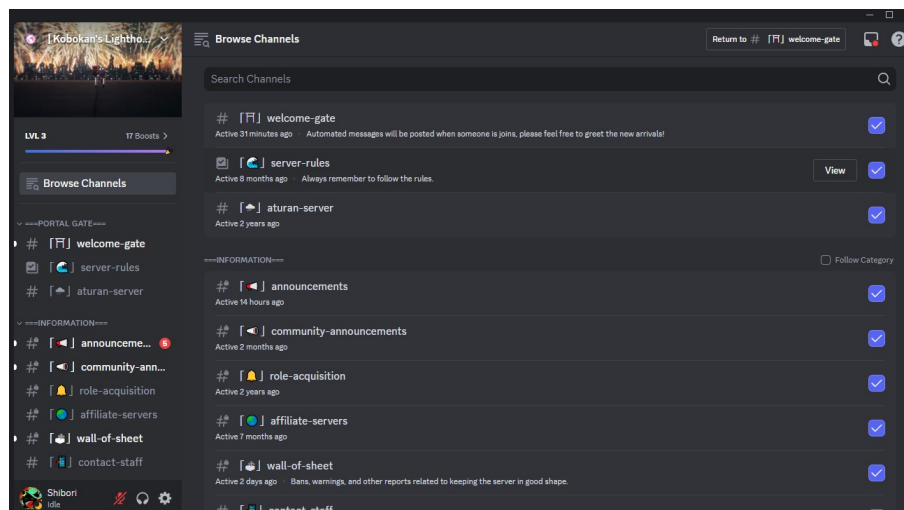 [Kobokan's Lightho...
LVL 3
17 Boosts
Browse Channels
===PORTAL GATE===
「⛩」welcome-gate
「🌊」server-rules
「🌧」aturan-server
===INFORMATION===
announceme...
5
community-ann...
「🔔」role-acquisition
affiliate-servers
wall-of-sheet
contact-staff
Shibori
Idle
Browse Channels
Return to # 「⛩」 welcome-gate
Search Channels
# 「⛩」 welcome-gate
Active 31 minutes ago · Automated messages will be posted when someone is joins, please feel free to greet the new arrivals!
「🌊」 server-rules
Active 8 months ago · Always remember to follow the rules.
View
# 「🌧」 aturan-server
Active 2 years ago
===INFORMATION===
Follow Category
announcements
Active 14 hours ago
community-announcements
Active 2 months ago
「🔔」 role-acquisition
Active 2 years ago
affiliate-servers
Active 7 months ago
wall-of-sheet
Active 2 days ago · Bans, warnings, and other reports related to keeping the server in good shape.
contact-staff